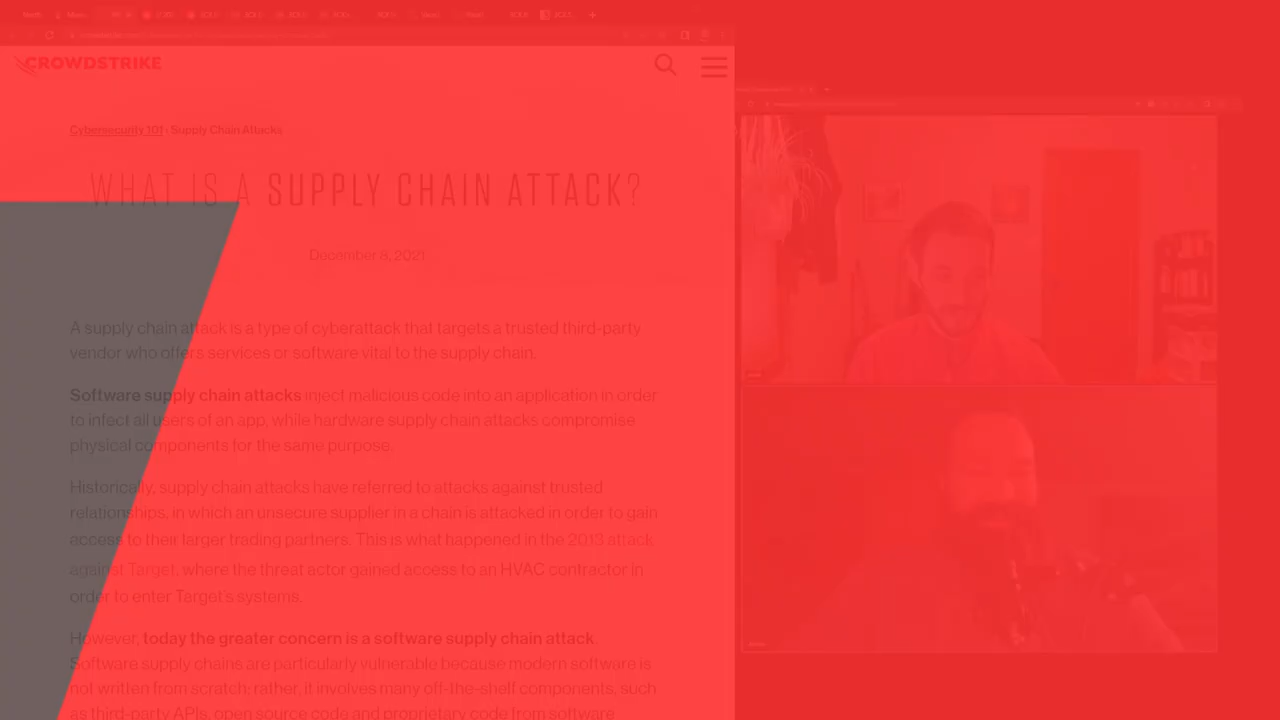 CROWDSTRIKE
Cybersecurity 101 › Supply Chain Attacks
WHAT IS A SUPPLY CHAIN ATTACK?
December 8, 2021
A supply chain attack is a type of cyberattack that targets a trusted third-party
vendor who offers services or software vital to the supply chain.
Software supply chain attacks inject malicious code into an application in order
to infect all users of an app, while hardware supply chain attacks compromise
physical components for the same purpose.
Historically, supply chain attacks have referred to attacks against trusted
relationships, in which an unsecure supplier in a chain is attacked in order to gain
access to their larger trading partners. This is what happened in the 2013 attack
against Target, where the threat actor gained access to an HVAC contractor in
order to enter Target's systems.
However, today the greater concern is a software supply chain attack.
Software supply chains are particularly vulnerable because modern software is
not written from scratch; rather, it involves many off-the-shelf components, such
as third-party APIs, open source code and proprietary code from software